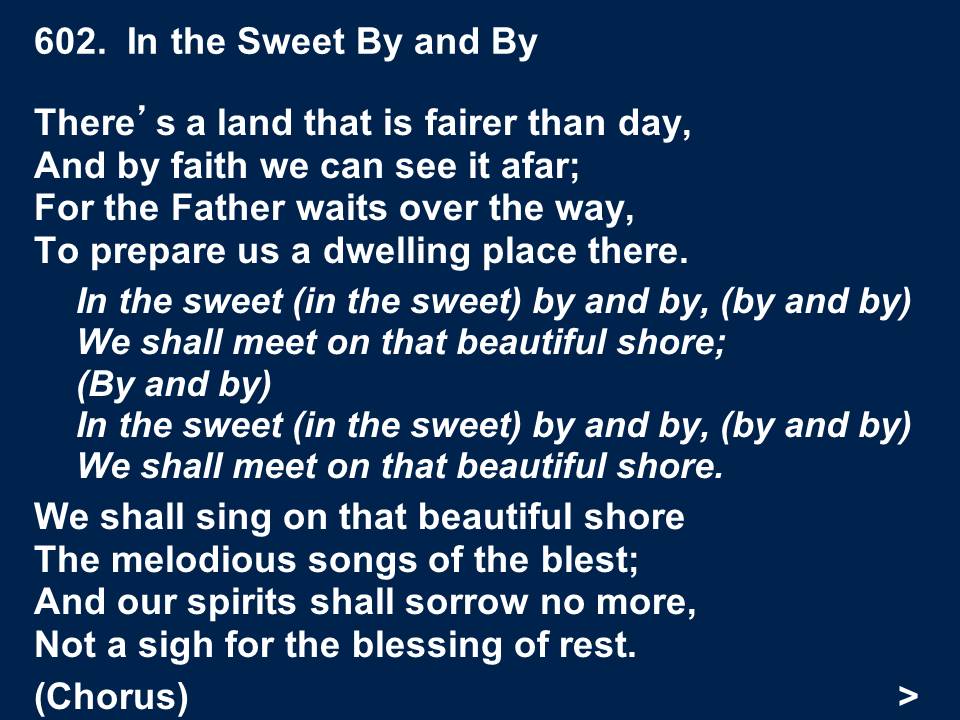 602.  In the Sweet By and By
There’s a land that is fairer than day,
And by faith we can see it afar;
For the Father waits over the way,
To prepare us a dwelling place there.
In the sweet (in the sweet) by and by, (by and by)
We shall meet on that beautiful shore;
(By and by)
In the sweet (in the sweet) by and by, (by and by)
We shall meet on that beautiful shore.
We shall sing on that beautiful shore
The melodious songs of the blest;
And our spirits shall sorrow no more,
Not a sigh for the blessing of rest.
(Chorus) >